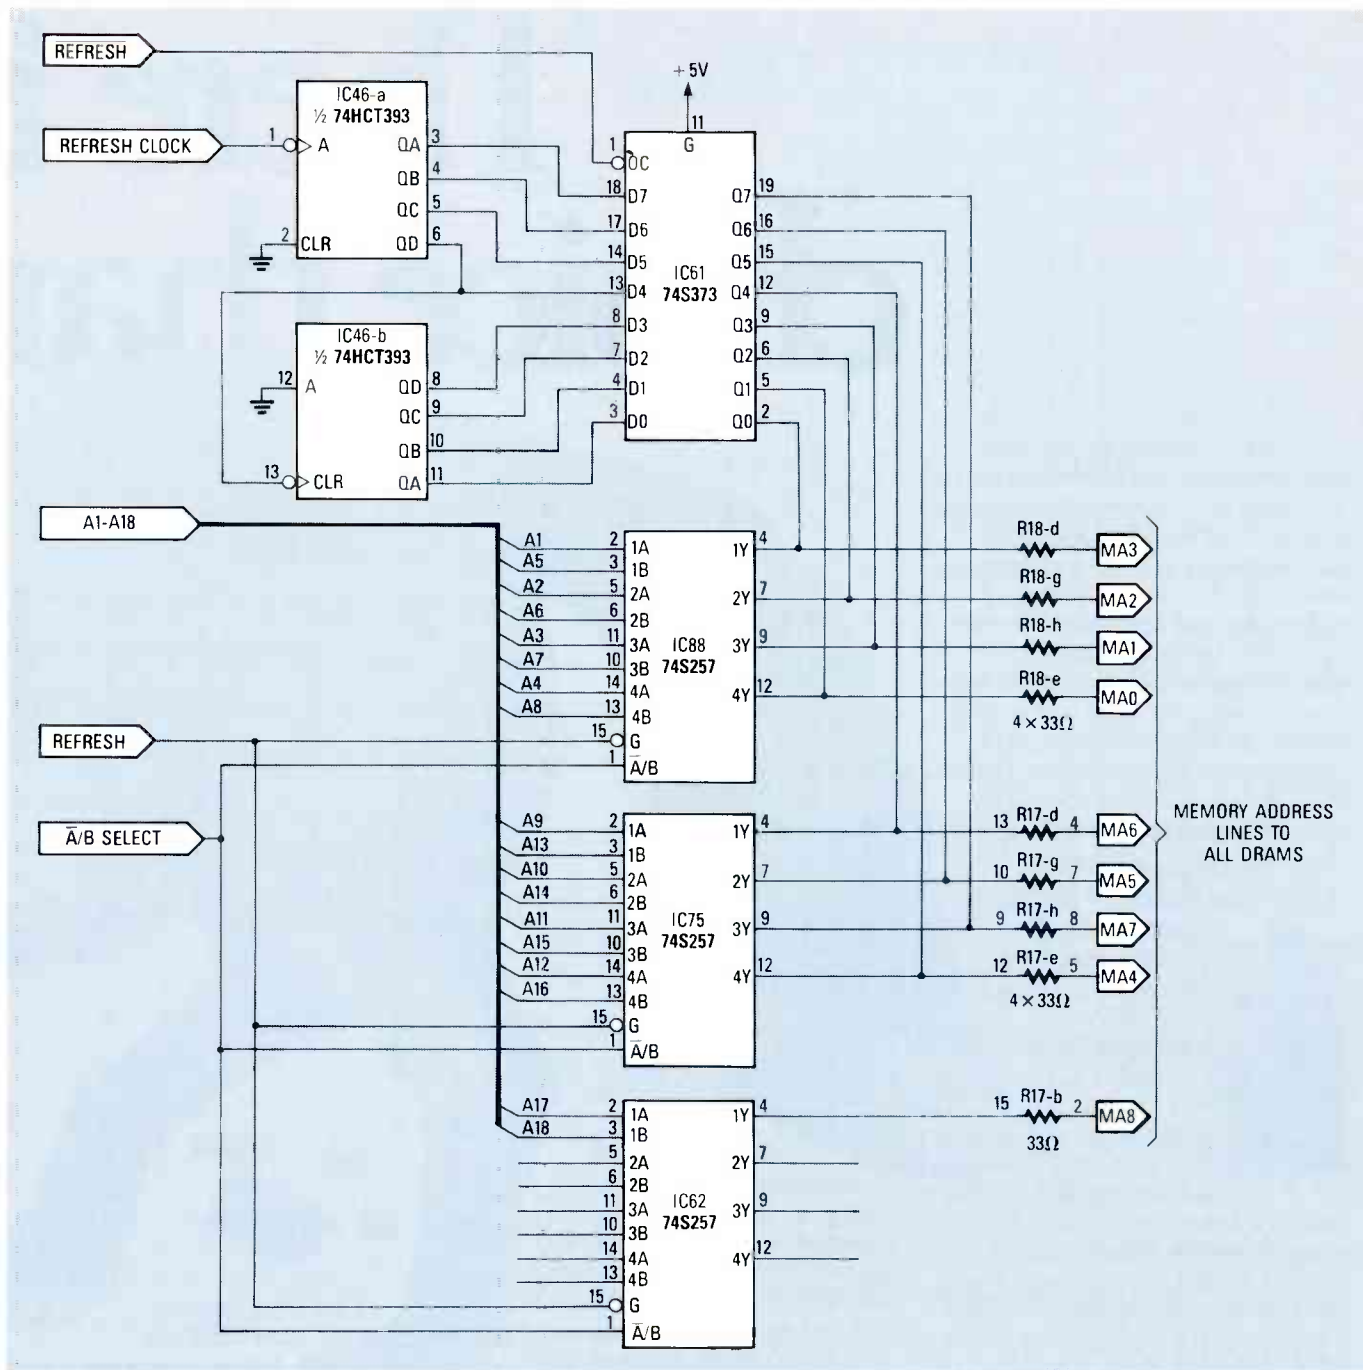 REFRESH
REFRESH CLOCK
IC46-a
½ 74HCT393
1 A QA 3
QB 4
QC 5
2 CLR QD 6
IC46-b
½ 74HCT393
12 A QD 8
QC 9
QB 10
13 CLR QA 11
+5V
11
G
1 OC
18 D7 Q7 19
17 D6 Q6 16
14 D5 Q5 15
IC61
74S373
13 D4 Q4 12
8 D3 Q3 9
7 D2 Q2 6
4 D1 Q1 5
3 D0 Q0 2
A1-A18
REFRESH
A̅/B SELECT
A1 2 1A 1Y 4
A5 3 1B
A2 5 2A 2Y 7
A6 6 2B
A3 11 3A 3Y 9
A7 10 3B
A4 14 4A 4Y 12
A8 13 4B
15 G
1 A̅/B
IC88
74S257
R18-d MA3
R18-g MA2
R18-h MA1
R18-e MA0
4×33Ω
A9 2 1A 1Y 4
A13 3 1B
A10 5 2A 2Y 7
A14 6 2B
A11 11 3A 3Y 9
A15 10 3B
A12 14 4A 4Y 12
A16 13 4B
15 G
1 A̅/B
IC75
74S257
13 R17-d 4 MA6
10 R17-g 7 MA5
9 R17-h 8 MA7
12 R17-e 5 MA4
4×33Ω
MEMORY ADDRESS
LINES TO
ALL DRAMS
A17 2 1A 1Y 4
A18 3 1B
5 2A 2Y 7
6 2B
11 3A 3Y 9
10 3B
14 4A 4Y 12
13 4B
15 G
1 A̅/B
IC62
74S257
15 R17-b 2 MA8
33Ω